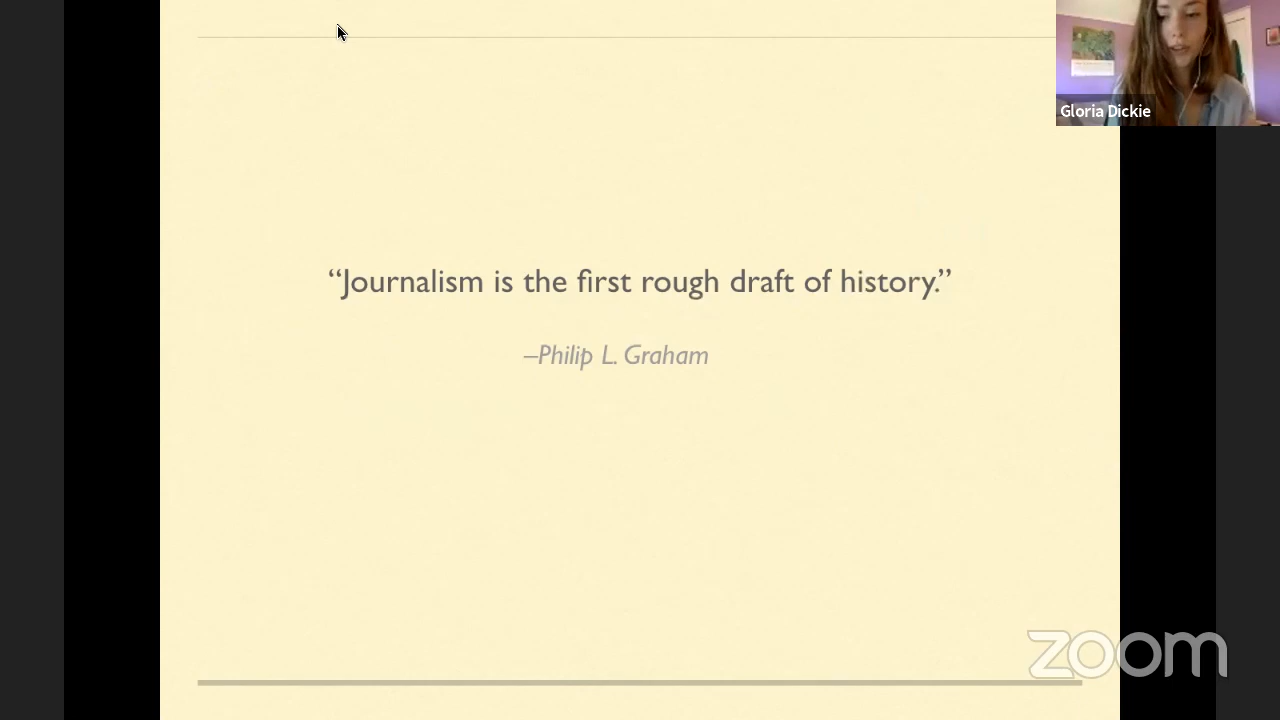 Gloria Dickie
“Journalism is the first rough draft of history.”
–Philip L. Graham
zoom